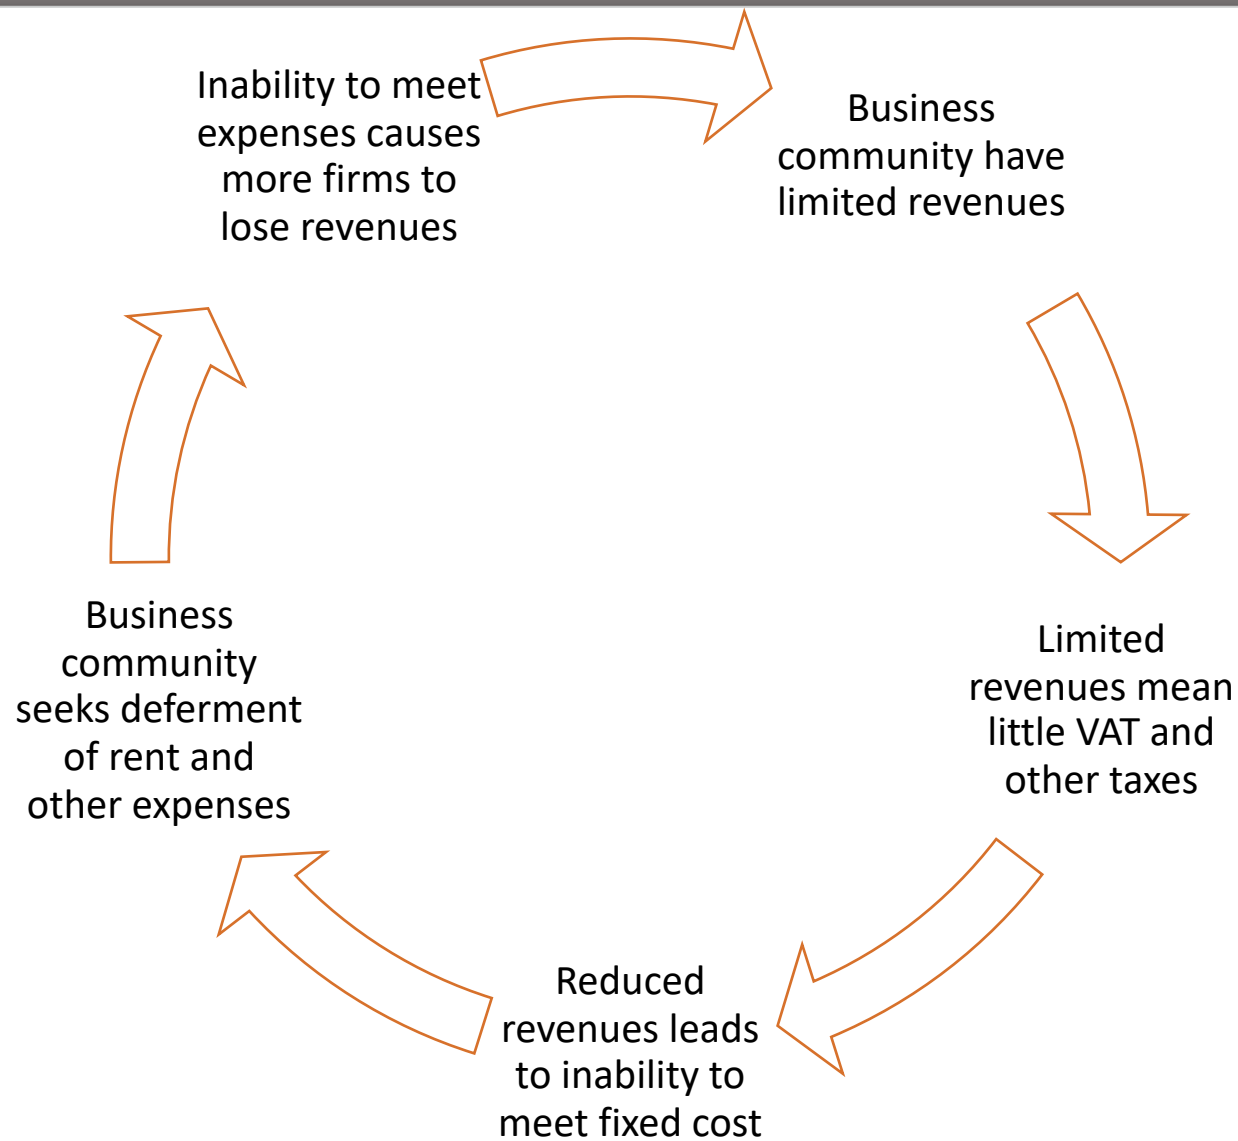 Business
community have
limited revenues
Limited
revenues mean
little VAT and
other taxes
Reduced
revenues leads
to inability to
meet fixed cost
Business
community
seeks deferment
of rent and
other expenses
Inability to meet
expenses causes
more firms to
lose revenues